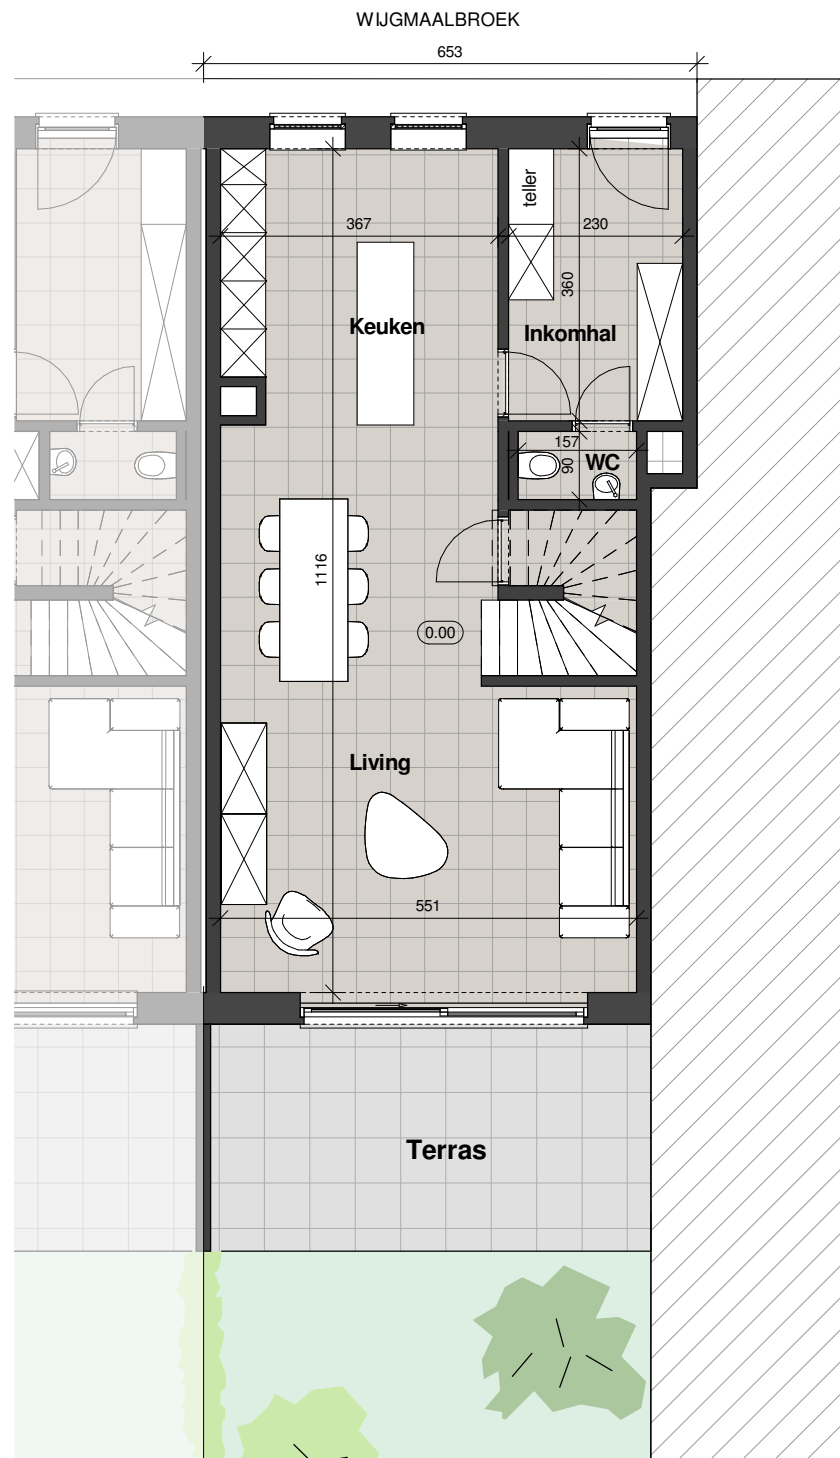 WIJGMAALBROEK
653
teller
367
230
360
Keuken
Inkomhal
157
WC
90
1116
0.00
Living
551
Terras